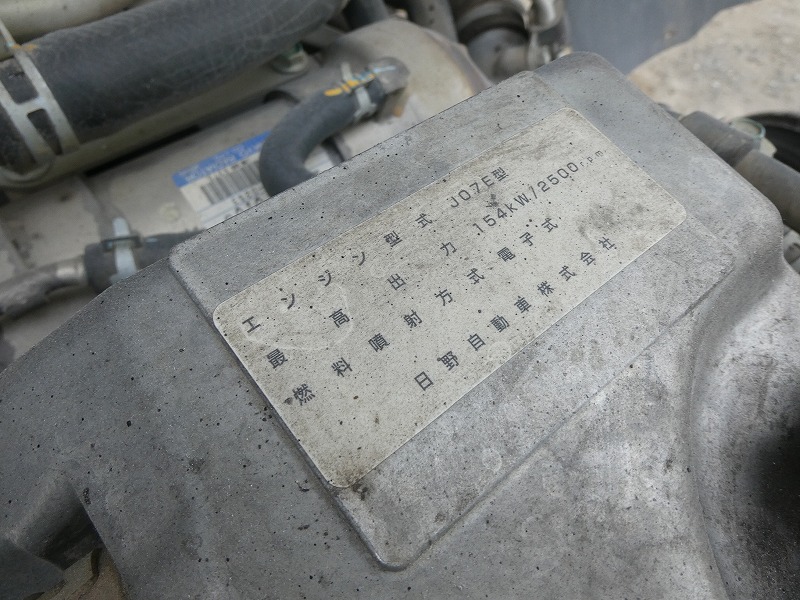 エンジン型式 J07E型
最高出力 154kW/2500r.p.m
燃料噴射方式 電子式
日野自動車株式会社